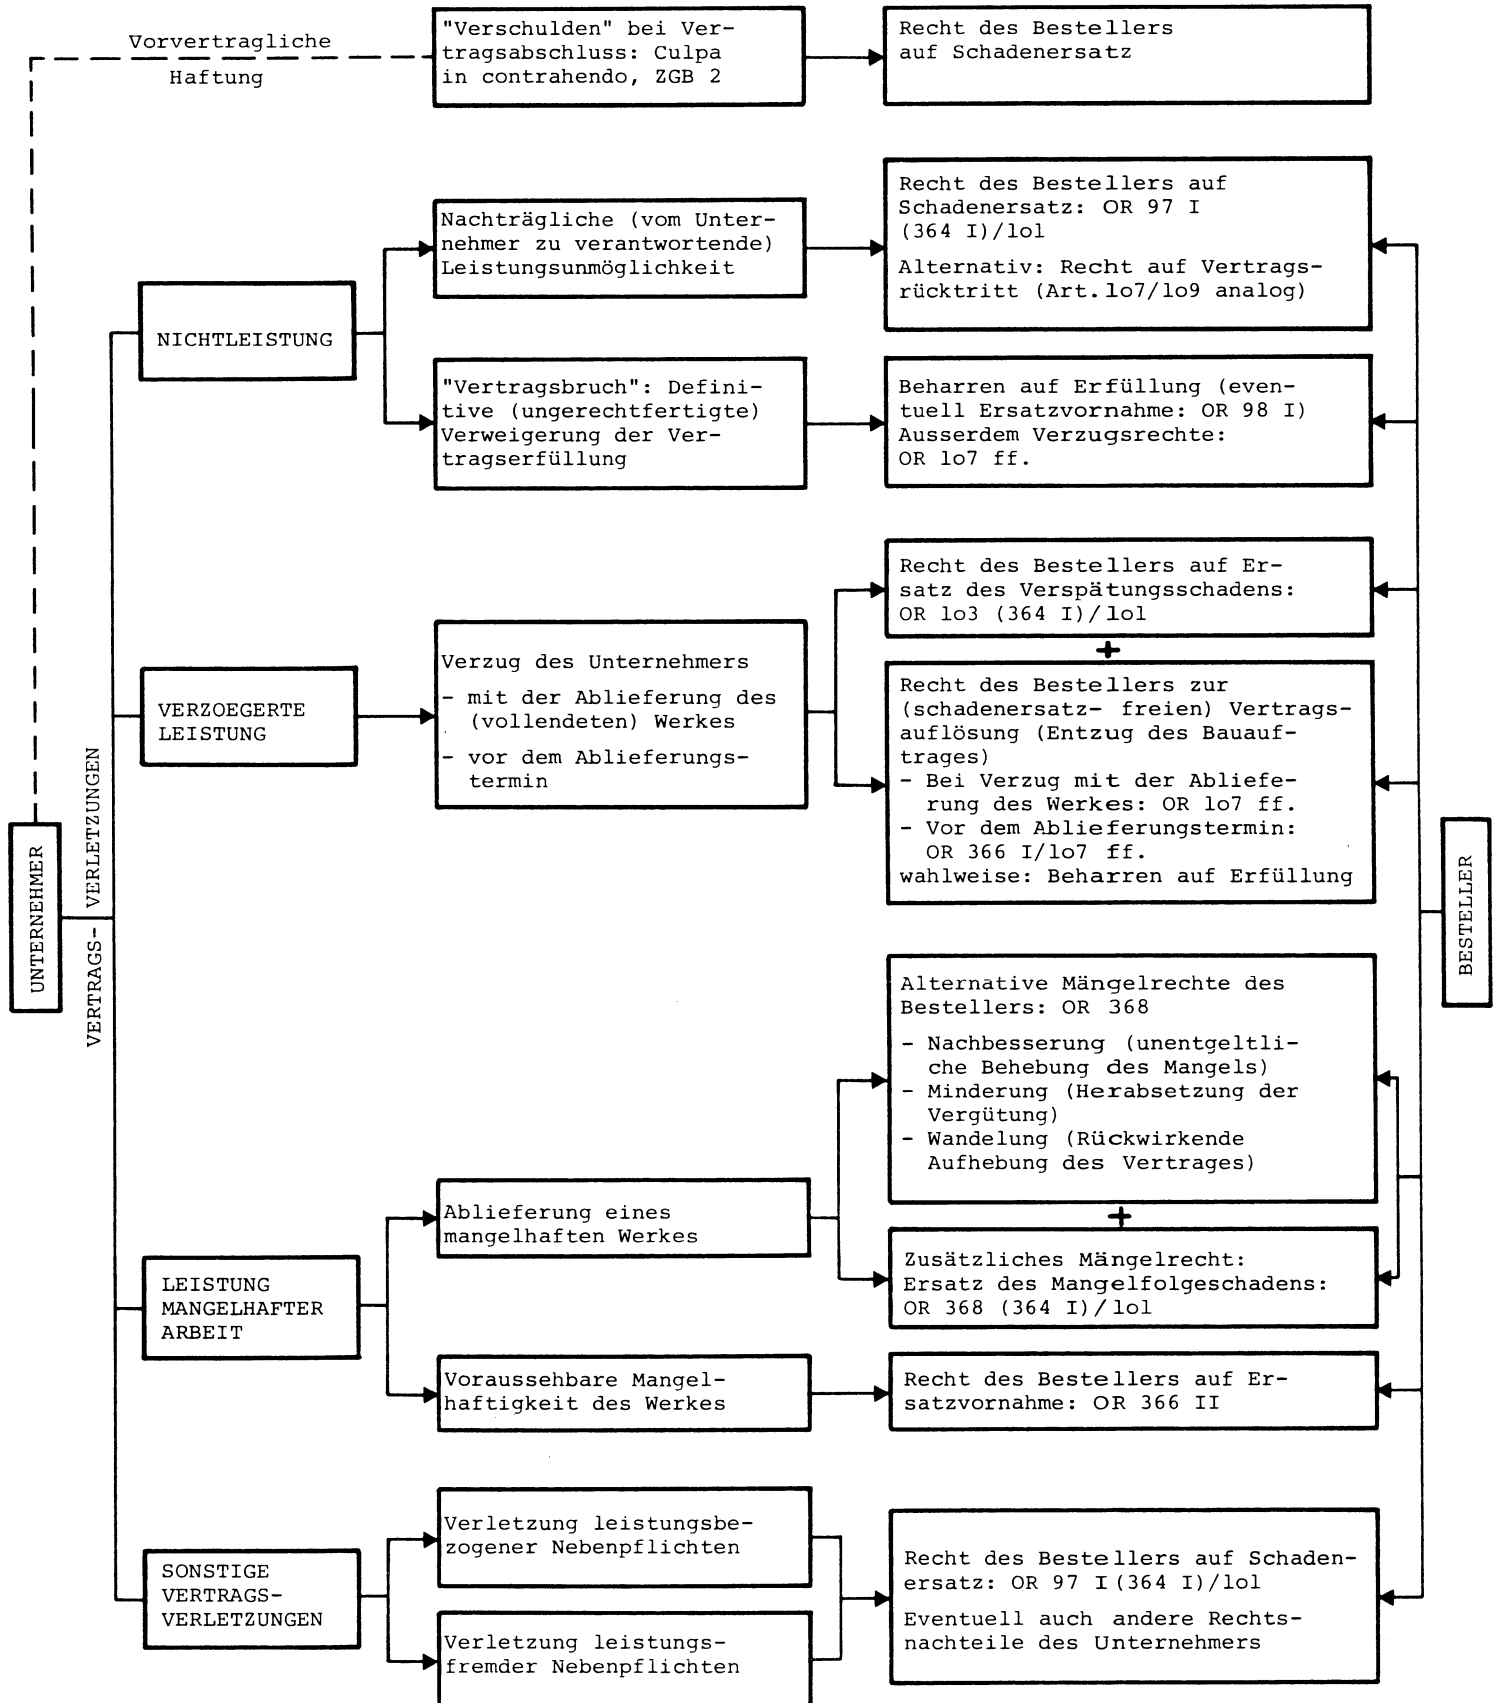 Vorvertragliche
Haftung
"Verschulden" bei Ver-
tragsabschluss: Culpa
in contrahendo, ZGB 2
Recht des Bestellers
auf Schadenersatz
NICHTLEISTUNG
Nachträgliche (vom Unter-
nehmer zu verantwortende)
Leistungsunmöglichkeit
Recht des Bestellers auf
Schadenersatz: OR 97 I
(364 I)/lol
Alternativ: Recht auf Vertrags-
rücktritt (Art.lo7/lo9 analog)
"Vertragsbruch": Defini-
tive (ungerechtfertigte)
Verweigerung der Ver-
tragserfüllung
Beharren auf Erfüllung (even-
tuell Ersatzvornahme: OR 98 I)
Ausserdem Verzugsrechte:
OR lo7 ff.
VERZOEGERTE
LEISTUNG
Verzug des Unternehmers
- mit der Ablieferung des
(vollendeten) Werkes
- vor dem Ablieferungs-
termin
Recht des Bestellers auf Er-
satz des Verspätungsschadens:
OR lo3 (364 I)/lol
+
Recht des Bestellers zur
(schadenersatz- freien) Vertrags-
auflösung (Entzug des Bauauf-
trages)
- Bei Verzug mit der Abliefe-
rung des Werkes: OR lo7 ff.
- Vor dem Ablieferungstermin:
OR 366 I/lo7 ff.
wahlweise: Beharren auf Erfüllung
UNTERNEHMER
VERTRAGS- VERLETZUNGEN
BESTELLER
LEISTUNG
MANGELHAFTER
ARBEIT
Ablieferung eines
mangelhaften Werkes
Alternative Mängelrechte des
Bestellers: OR 368
- Nachbesserung (unentgeltli-
che Behebung des Mangels)
- Minderung (Herabsetzung der
Vergütung)
- Wandelung (Rückwirkende
Aufhebung des Vertrages)
+
Zusätzliches Mängelrecht:
Ersatz des Mangelfolgeschadens:
OR 368 (364 I)/lol
Voraussehbare Mangel-
haftigkeit des Werkes
Recht des Bestellers auf Er-
satzvornahme: OR 366 II
SONSTIGE
VERTRAGS-
VERLETZUNGEN
Verletzung leistungsbe-
zogener Nebenpflichten
Verletzung leistungs-
fremder Nebenpflichten
Recht des Bestellers auf Schaden-
ersatz: OR 97 I (364 I)/lol
Eventuell auch andere Rechts-
nachteile des Unternehmers